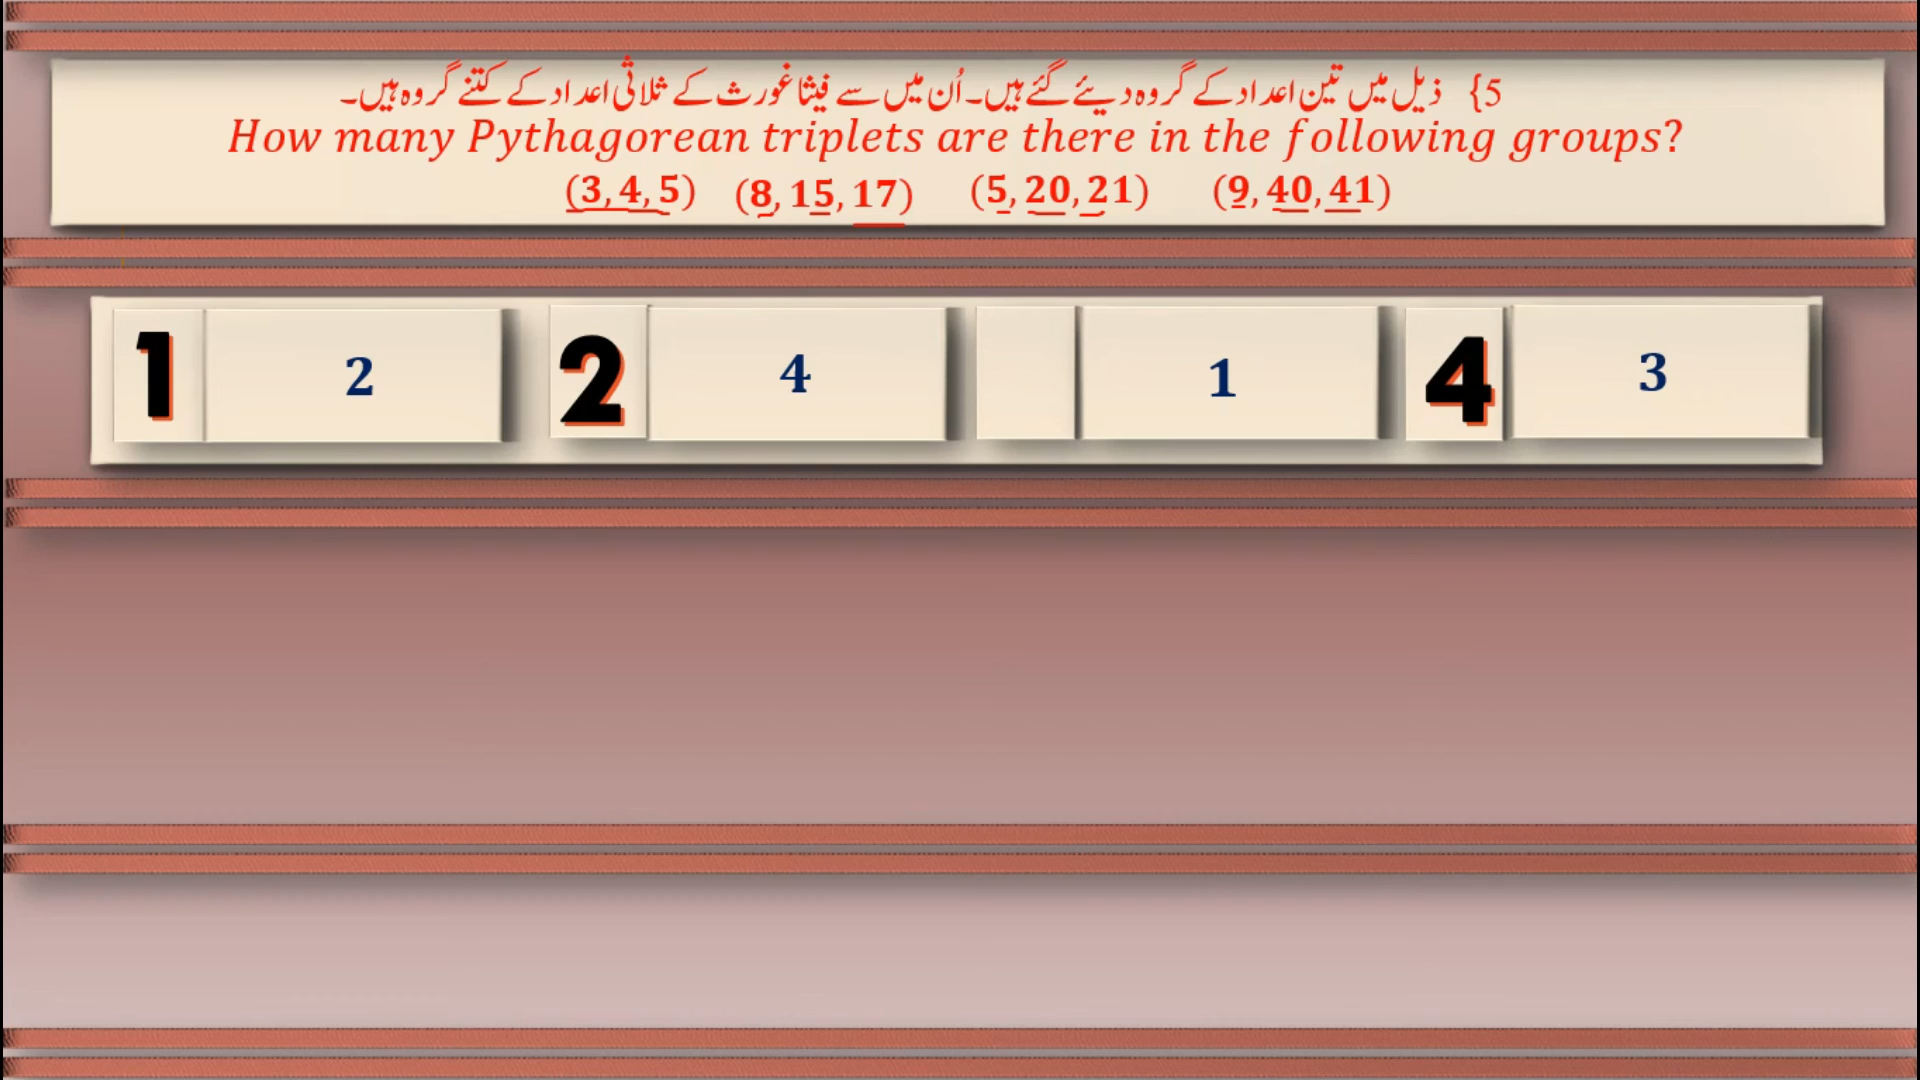 5} ذیل میں تین اعداد کے گروہ دیئے گئے ہیں۔ اُن میں سے فیثا غورث کے ثلاثی اعداد کے کتنے گروہ ہیں۔
How many Pythagorean triplets are there in the following groups?
(3, 4, 5) (8, 15, 17) (5, 20, 21) (9, 40, 41)
1 2 2 4 1 4 3